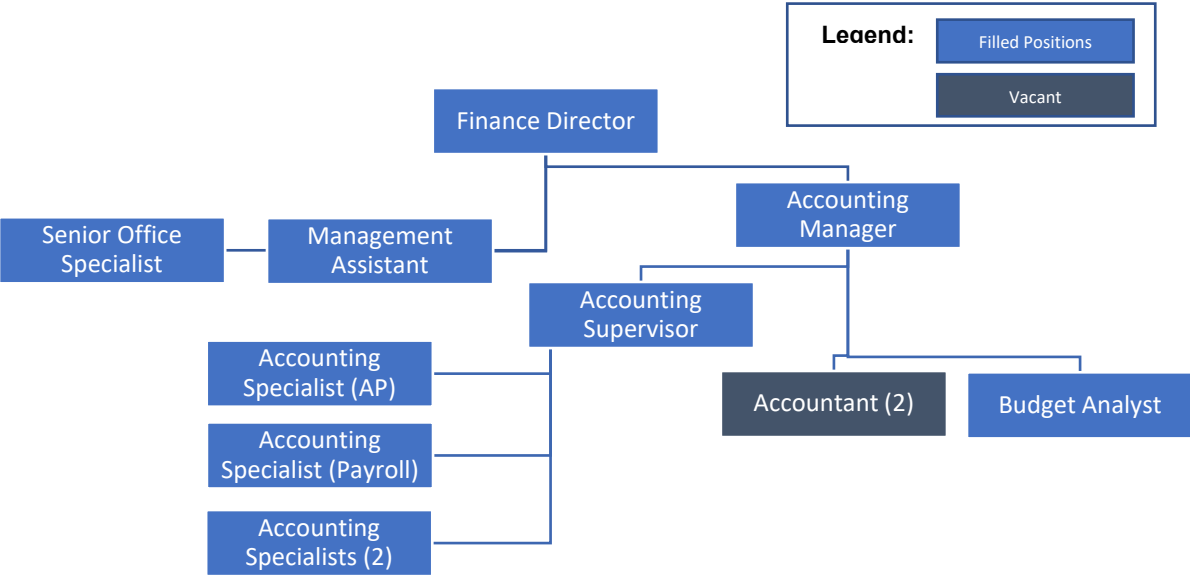 Legend:
Filled Positions
Vacant
Finance Director
Accounting
Manager
Senior Office
Specialist
Management
Assistant
Accounting
Supervisor
Accounting
Specialist (AP)
Accountant (2)
Budget Analyst
Accounting
Specialist (Payroll)
Accounting
Specialists (2)